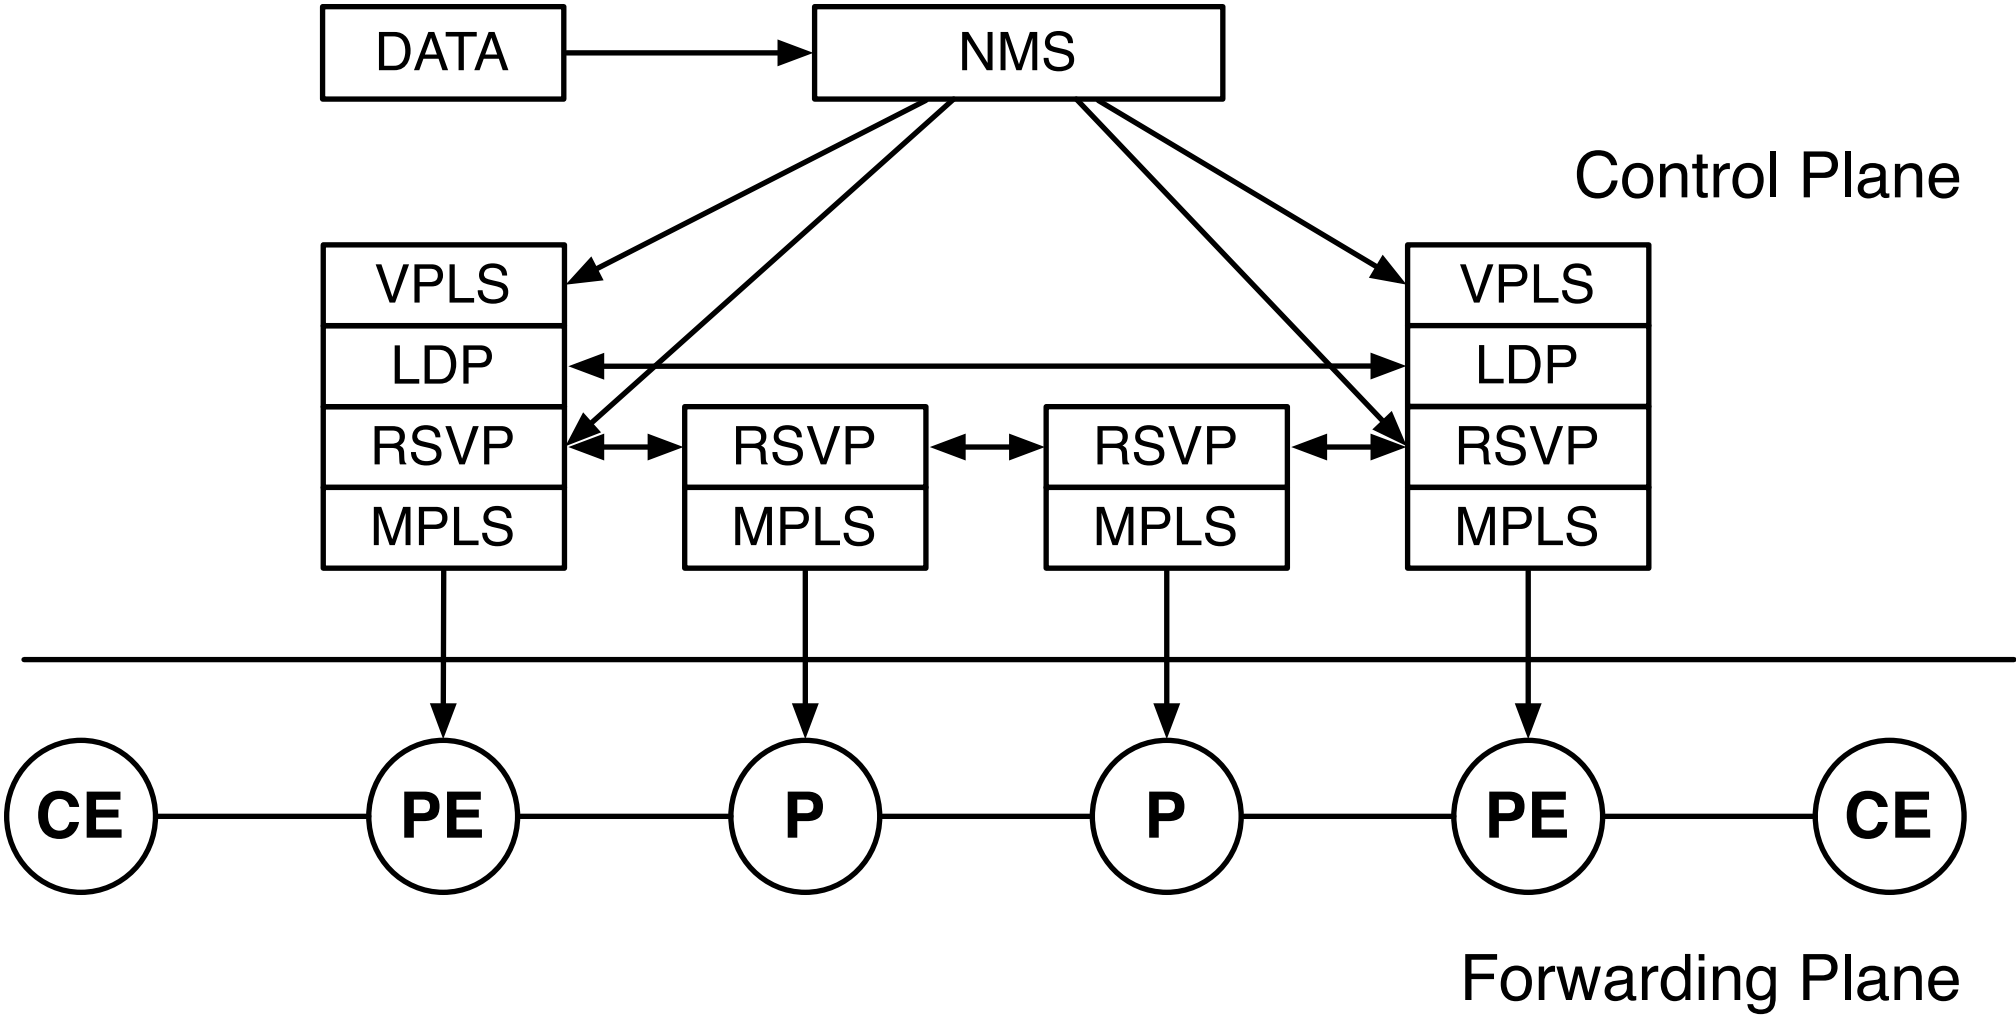 DATA
NMS
Control Plane
VPLS
VPLS
LDP
LDP
RSVP
RSVP
RSVP
RSVP
MPLS
MPLS
MPLS
MPLS
CE
PE
P
P
PE
CE
Forwarding Plane